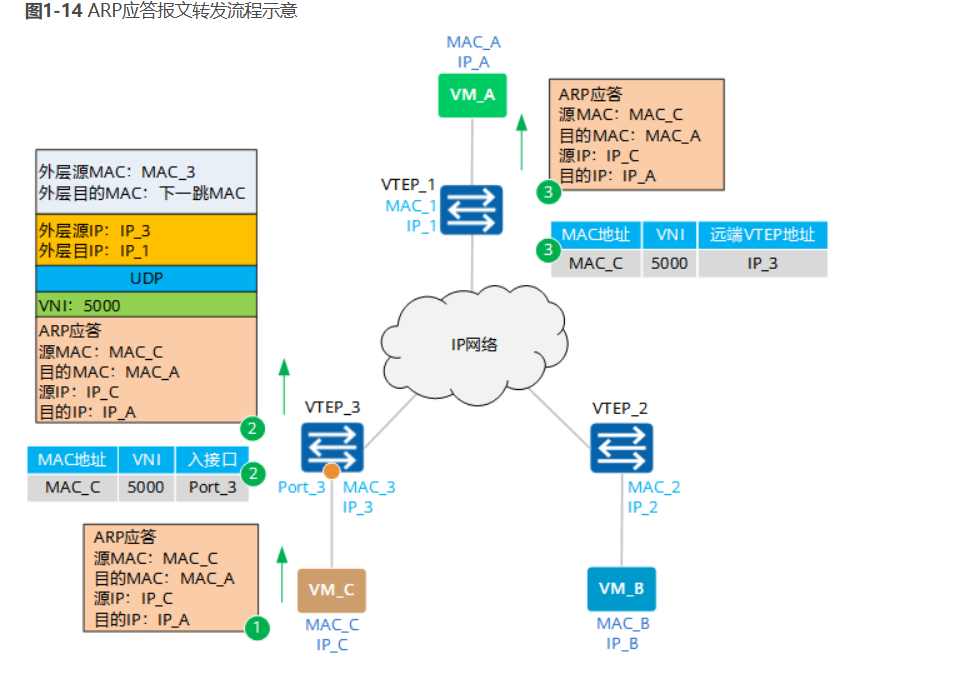 图1-14 ARP应答报文转发流程示意
MAC_A
IP_A
VM_A
ARP应答
源MAC：MAC_C
目的MAC：MAC_A
源IP：IP_C
目的IP：IP_A
3
VTEP_1
MAC_1
IP_1
3
MAC地址 VNI 远端VTEP地址
MAC_C 5000 IP_3
外层源MAC：MAC_3
外层目的MAC：下一跳MAC
外层源IP：IP_3
外层目IP：IP_1
UDP
VNI：5000
ARP应答
源MAC：MAC_C
目的MAC：MAC_A
源IP：IP_C
目的IP：IP_A
2
IP网络
VTEP_3
VTEP_2
MAC地址 VNI 入接口
MAC_C 5000 Port_3
2
Port_3
MAC_3
IP_3
MAC_2
IP_2
ARP应答
源MAC：MAC_C
目的MAC：MAC_A
源IP：IP_C
目的IP：IP_A
1
VM_C
MAC_C
IP_C
VM_B
MAC_B
IP_B